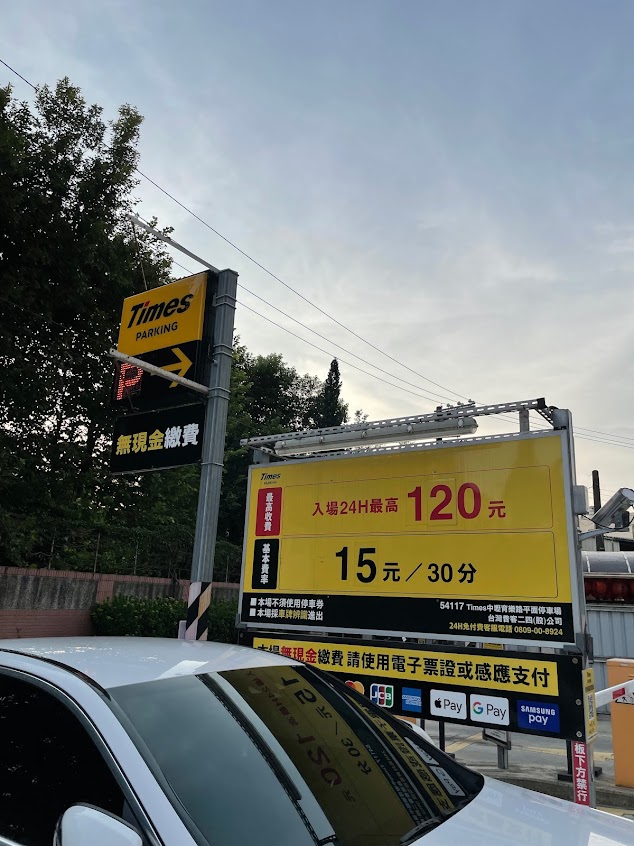 Times
PARKING
P
無現金繳費
Times
PARKING
最高收費
入場24H最高 120元
基本費率
15元／30分
■本場不須使用停車券
■本場採車牌辨識進出
54117 Times中壢育樂路平面停車場
台灣普客二四(股)公司
24H免付費客服電話 0809-00-8924
本場無現金繳費 請使用電子票證或感應支付
JCB
Pay
G Pay
SAMSUNG
pay
板下方禁行